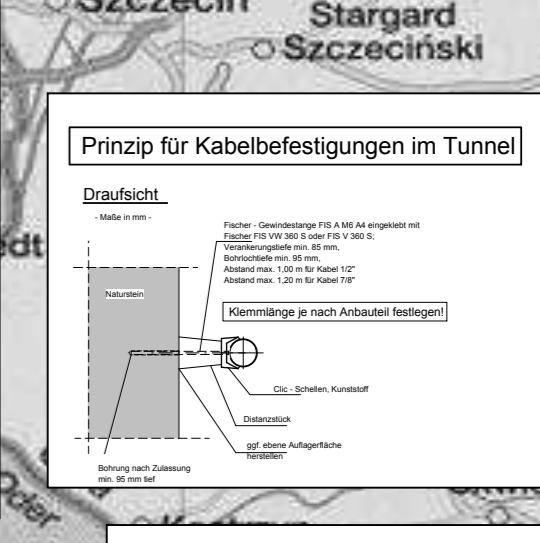 Szczecin
Stargard
Szczeciński
Prinzip für Kabelbefestigungen im Tunnel
Draufsicht
- Maße in mm -
Fischer - Gewindestange FIS A M6 A4 eingeklebt mit
Fischer FIS VW 360 S oder FIS V 360 S;
Verankerungstiefe min. 85 mm,
Bohrlochtiefe min. 95 mm,
Abstand max. 1,00 m für Kabel 1/2"
Abstand max. 1,20 m für Kabel 7/8"
edt
Naturstein
Klemmlänge je nach Anbauteil festlegen!
Clic - Schellen, Kunststoff
Distanzstück
ggf. ebene Auflagerfläche
herstellen
Bohrung nach Zulassung
min. 95 mm tief
Oder